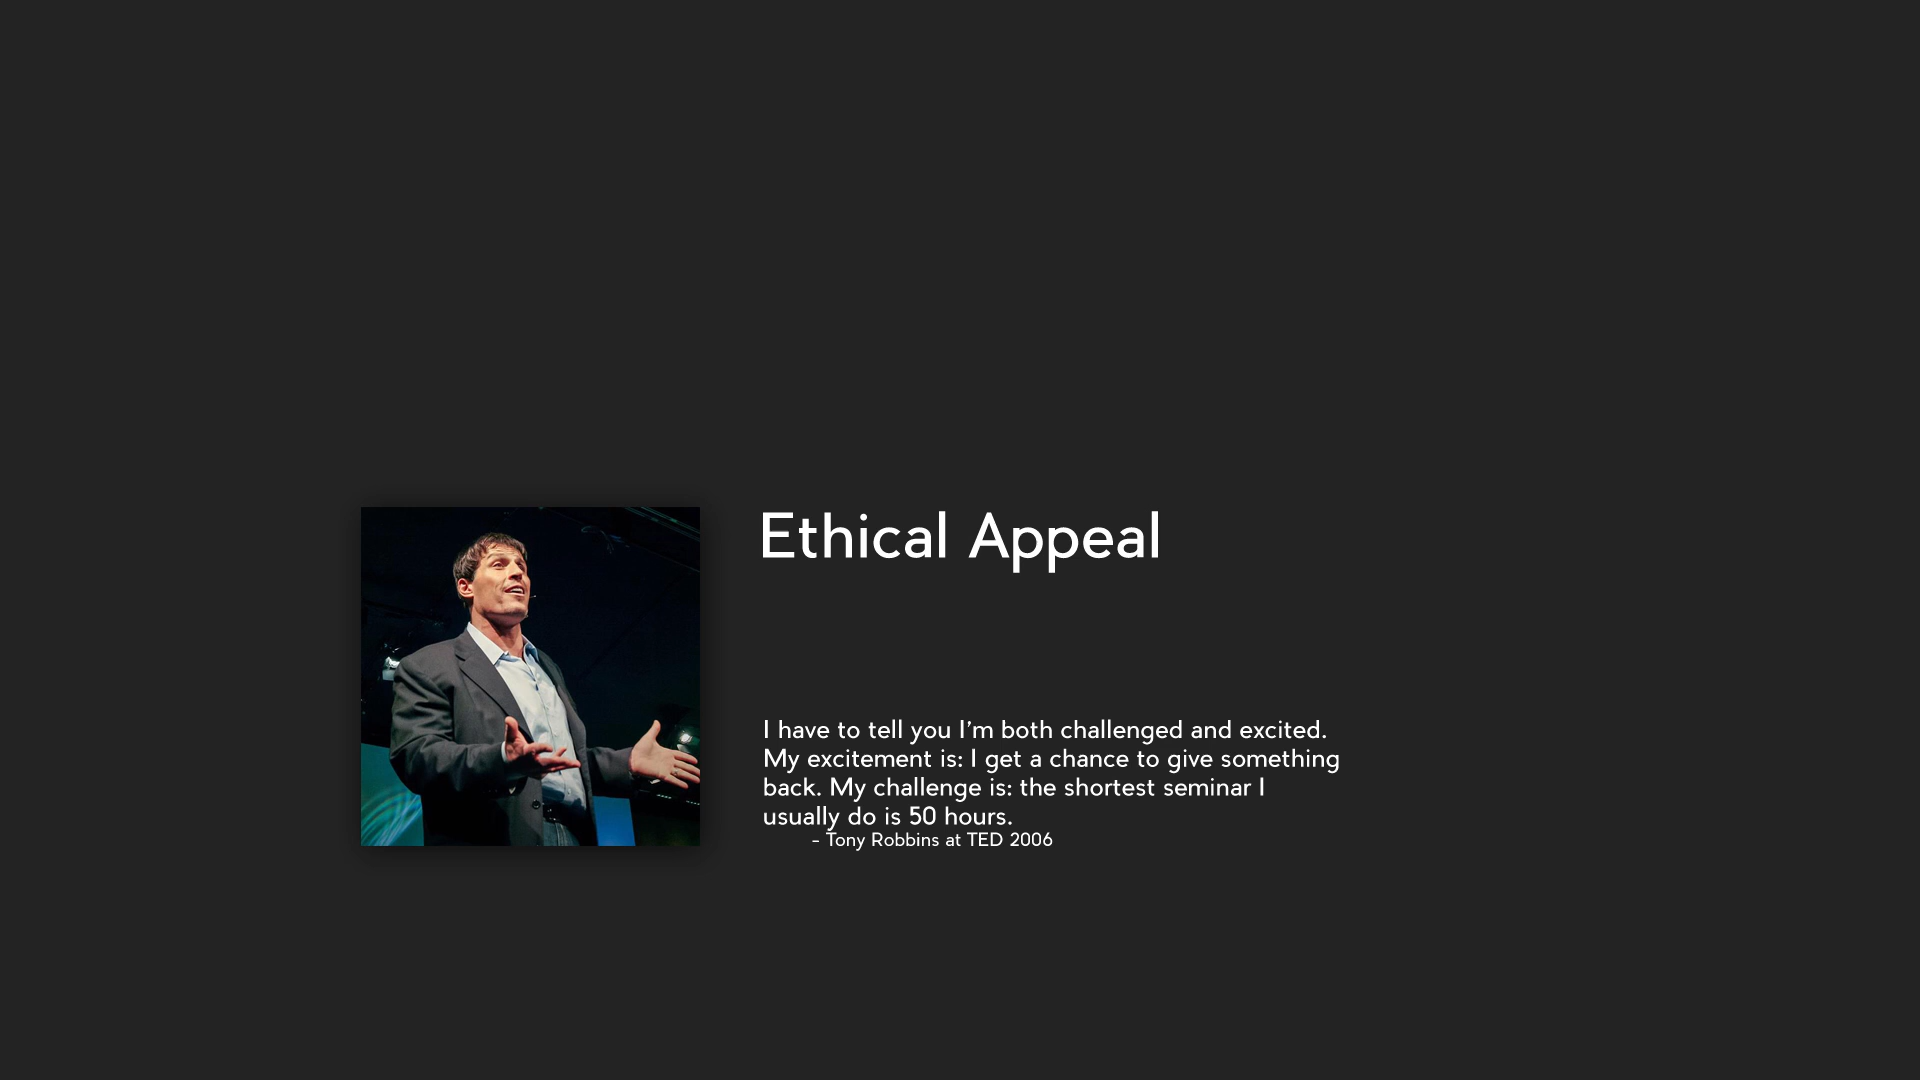 Ethical Appeal
I have to tell you I’m both challenged and excited.
My excitement is: I get a chance to give something
back. My challenge is: the shortest seminar I
usually do is 50 hours.
- Tony Robbins at TED 2006